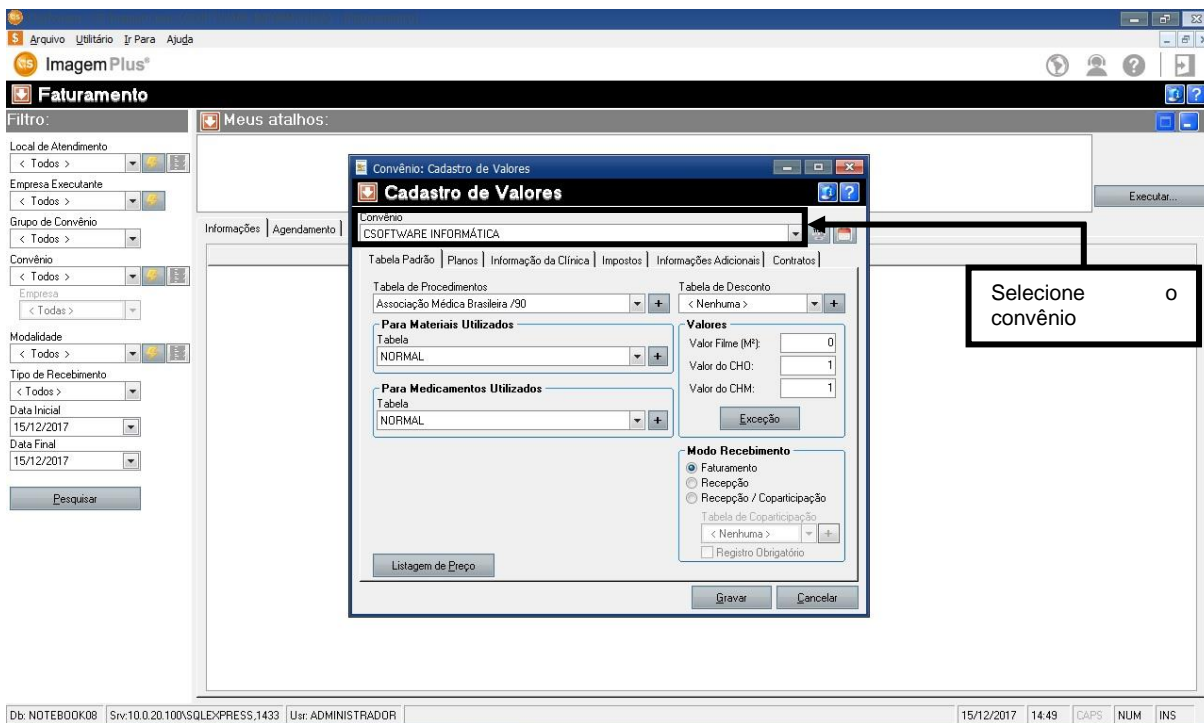 Arquivo Utilitário Ir Para Ajuda
ImagemPlus®
Faturamento
Filtro:
Meus atalhos:
Local de Atendimento
< Todos >
Empresa Executante
< Todos >
Grupo de Convênio
< Todos >
Convênio
< Todos >
Empresa
< Todas >
Modalidade
< Todos >
Tipo de Recebimento
< Todos >
Data Inicial
15/12/2017
Data Final
15/12/2017
Pesquisar
Executar...
Informações Agendamento
Convênio: Cadastro de Valores
Cadastro de Valores
Convênio
CSOFTWARE INFORMÁTICA
Tabela Padrão Planos Informação da Clínica Impostos Informações Adicionais Contratos
Tabela de Procedimentos
Associação Médica Brasileira /90
Tabela de Desconto
< Nenhuma >
Para Materiais Utilizados
Tabela
NORMAL
Para Medicamentos Utilizados
Tabela
NORMAL
Valores
Valor Filme (M²): 0
Valor do CHO: 1
Valor do CHM: 1
Exceção
Modo Recebimento
Faturamento
Recepção
Recepção / Coparticipação
Tabela de Coparticipação
< Nenhuma >
Registro Obrigatório
Listagem de Preço
Gravar Cancelar
Selecione o
convênio
Db: NOTEBOOK08 Srv:10.0.20.100\SQLEXPRESS,1433 Usr: ADMINISTRADOR 15/12/2017 14:49 CAPS NUM INS